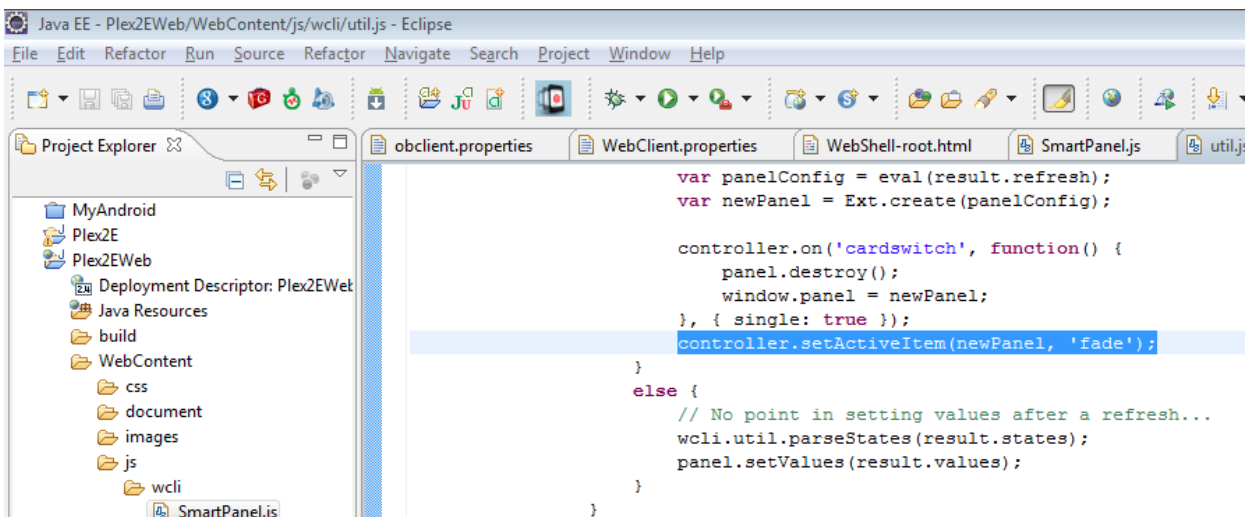 Java EE - Plex2EWeb/WebContent/js/wcli/util.js - Eclipse
File Edit Refactor Run Source Refactor Navigate Search Project Window Help
Project Explorer
obclient.properties WebClient.properties WebShell-root.html SmartPanel.js util.js
MyAndroid
Plex2E
Plex2EWeb
Deployment Descriptor: Plex2EWeb
Java Resources
build
WebContent
css
document
images
js
wcli
SmartPanel.js
var panelConfig = eval(result.refresh);
var newPanel = Ext.create(panelConfig);
controller.on('cardswitch', function() {
panel.destroy();
window.panel = newPanel;
}, { single: true });
controller.setActiveItem(newPanel, 'fade');
}
else {
// No point in setting values after a refresh...
wcli.util.parseStates(result.states);
panel.setValues(result.values);
}
}